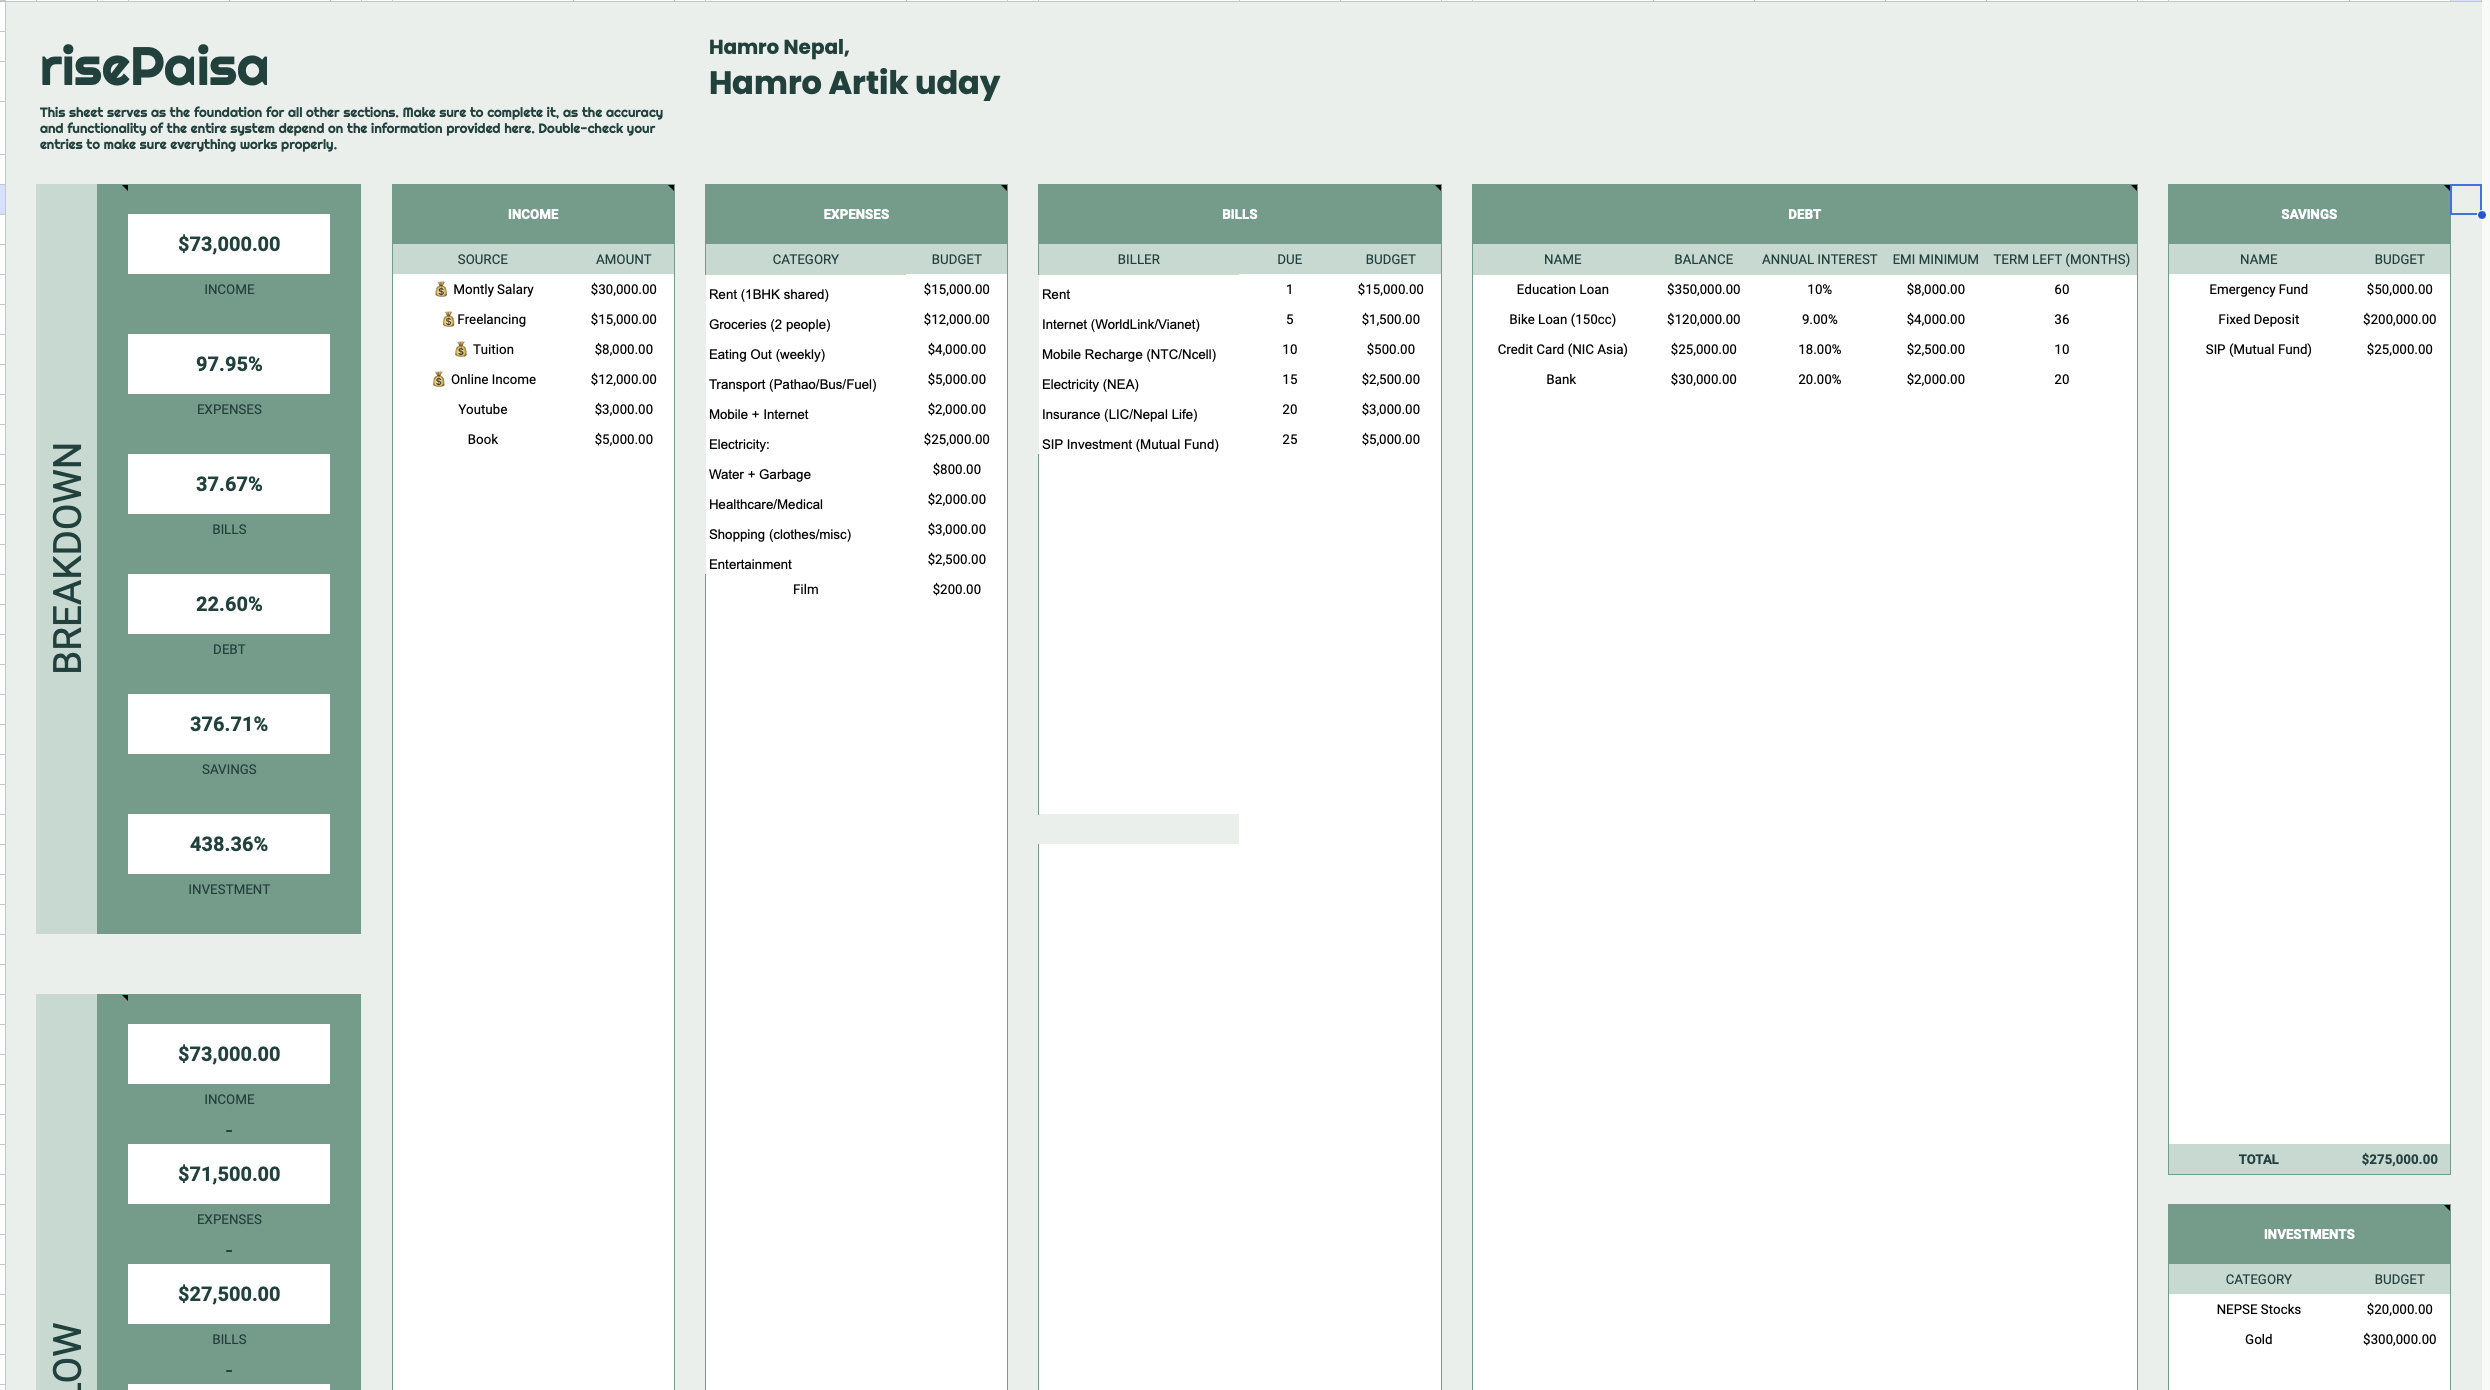 risePaisa
This sheet serves as the foundation for all other sections. Make sure to complete it, as the accuracy
and functionality of the entire system depend on the information provided here. Double-check your
entries to make sure everything works properly.
Hamro Nepal,
Hamro Artik uday
BREAKDOWN
$73,000.00
INCOME
97.95%
EXPENSES
37.67%
BILLS
22.60%
DEBT
376.71%
SAVINGS
438.36%
INVESTMENT
LOW
$73,000.00
INCOME
-
$71,500.00
EXPENSES
-
$27,500.00
BILLS
-
INCOME
SOURCE AMOUNT
💰 Montly Salary $30,000.00
💰Freelancing $15,000.00
💰 Tuition $8,000.00
💰 Online Income $12,000.00
Youtube $3,000.00
Book $5,000.00
EXPENSES
CATEGORY BUDGET
Rent (1BHK shared) $15,000.00
Groceries (2 people) $12,000.00
Eating Out (weekly) $4,000.00
Transport (Pathao/Bus/Fuel) $5,000.00
Mobile + Internet $2,000.00
Electricity: $25,000.00
Water + Garbage $800.00
Healthcare/Medical $2,000.00
Shopping (clothes/misc) $3,000.00
Entertainment $2,500.00
Film $200.00
BILLS
BILLER DUE BUDGET
Rent 1 $15,000.00
Internet (WorldLink/Vianet) 5 $1,500.00
Mobile Recharge (NTC/Ncell) 10 $500.00
Electricity (NEA) 15 $2,500.00
Insurance (LIC/Nepal Life) 20 $3,000.00
SIP Investment (Mutual Fund) 25 $5,000.00
DEBT
NAME BALANCE ANNUAL INTEREST EMI MINIMUM TERM LEFT (MONTHS)
Education Loan $350,000.00 10% $8,000.00 60
Bike Loan (150cc) $120,000.00 9.00% $4,000.00 36
Credit Card (NIC Asia) $25,000.00 18.00% $2,500.00 10
Bank $30,000.00 20.00% $2,000.00 20
SAVINGS
NAME BUDGET
Emergency Fund $50,000.00
Fixed Deposit $200,000.00
SIP (Mutual Fund) $25,000.00
TOTAL $275,000.00
INVESTMENTS
CATEGORY BUDGET
NEPSE Stocks $20,000.00
Gold $300,000.00